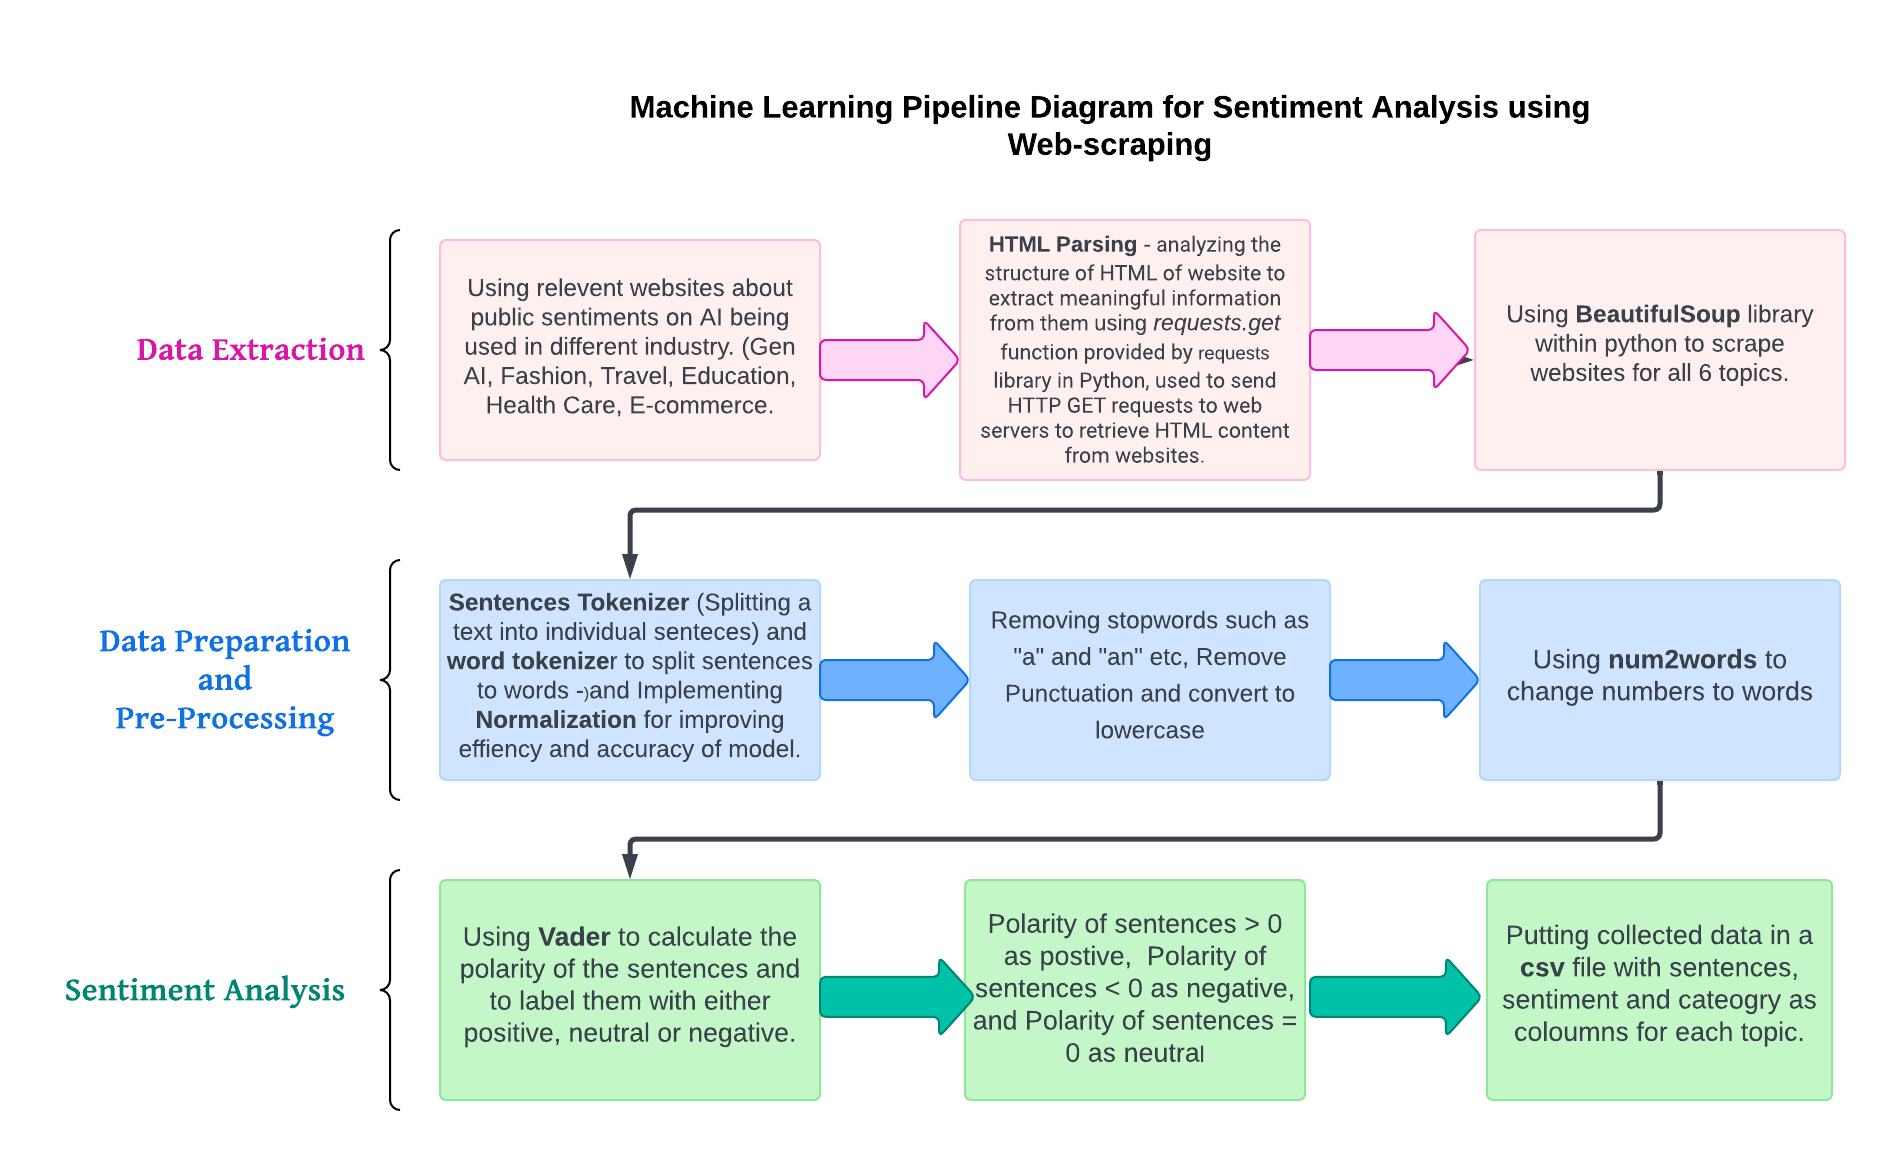 Machine Learning Pipeline Diagram for Sentiment Analysis using
Web-scraping
Data Extraction
Using relevent websites about
public sentiments on AI being
used in different industry. (Gen
AI, Fashion, Travel, Education,
Health Care, E-commerce.
HTML Parsing - analyzing the
structure of HTML of website to
extract meaningful information
from them using requests.get
function provided by requests
library in Python, used to send
HTTP GET requests to web
servers to retrieve HTML content
from websites.
Using BeautifulSoup library
within python to scrape
websites for all 6 topics.
Data Preparation
and
Pre-Processing
Sentences Tokenizer (Splitting a
text into individual senteces) and
word tokenizer to split sentences
to words -)and Implementing
Normalization for improving
effiency and accuracy of model.
Removing stopwords such as
"a" and "an" etc, Remove
Punctuation and convert to
lowercase
Using num2words to
change numbers to words
Sentiment Analysis
Using Vader to calculate the
polarity of the sentences and
to label them with either
positive, neutral or negative.
Polarity of sentences > 0
as postive,  Polarity of
sentences < 0 as negative,
and Polarity of sentences =
0 as neutral
Putting collected data in a
csv file with sentences,
sentiment and cateogry as
coloumns for each topic.